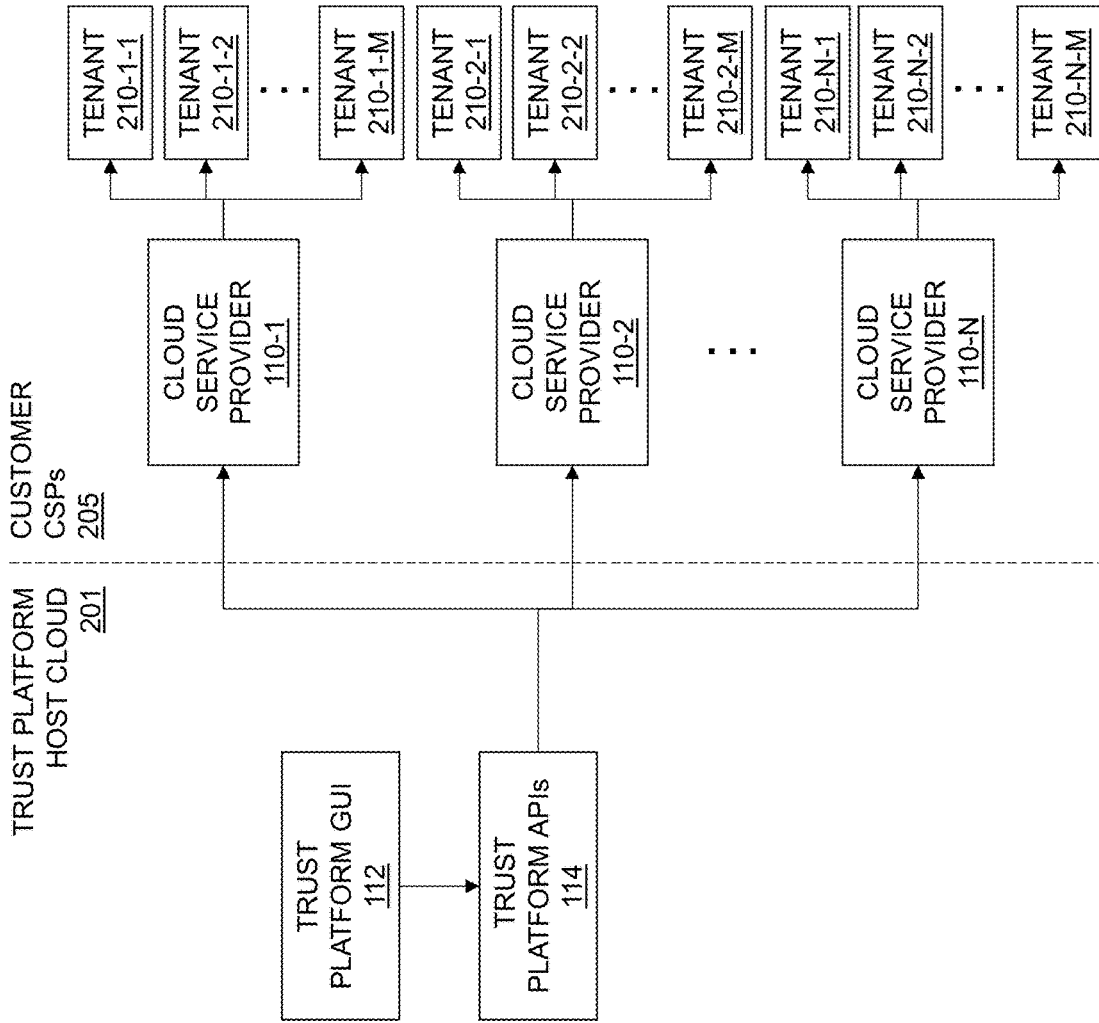 TRUST PLATFORM
HOST CLOUD
201
CUSTOMER
CSPs
205
TRUST
PLATFORM GUI
112
TRUST
PLATFORM APIs
114
CLOUD
SERVICE
PROVIDER
110-1
CLOUD
SERVICE
PROVIDER
110-2
...
CLOUD
SERVICE
PROVIDER
110-N
TENANT
210-1-1
TENANT
210-1-2
...
TENANT
210-1-M
TENANT
210-2-1
TENANT
210-2-2
...
TENANT
210-2-M
TENANT
210-N-1
TENANT
210-N-2
...
TENANT
210-N-M